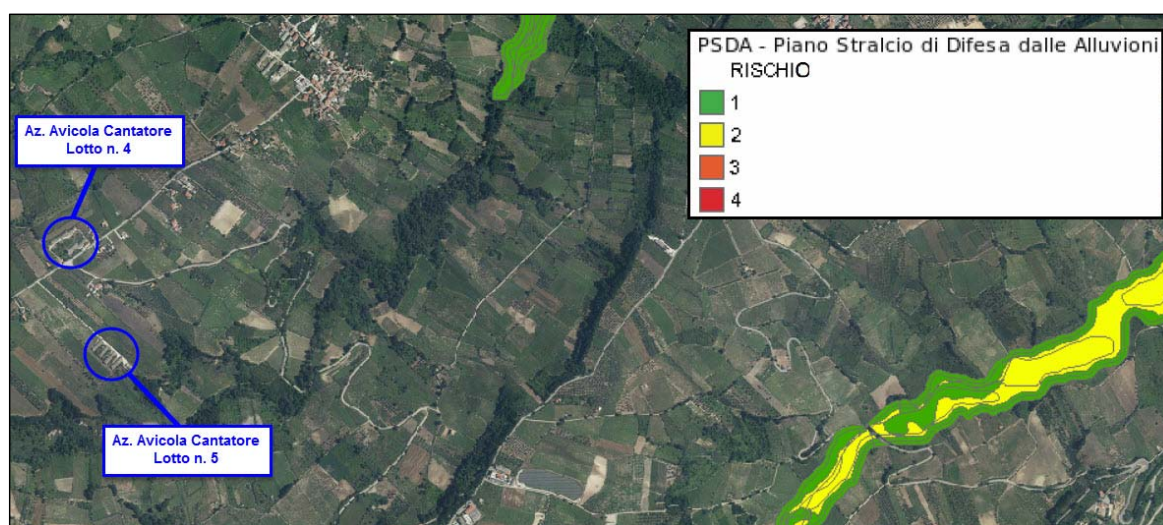 PSDA - Piano Stralcio di Difesa dalle Alluvioni
RISCHIO
1
2
3
4
Az. Avicola Cantatore
Lotto n. 4
Az. Avicola Cantatore
Lotto n. 5